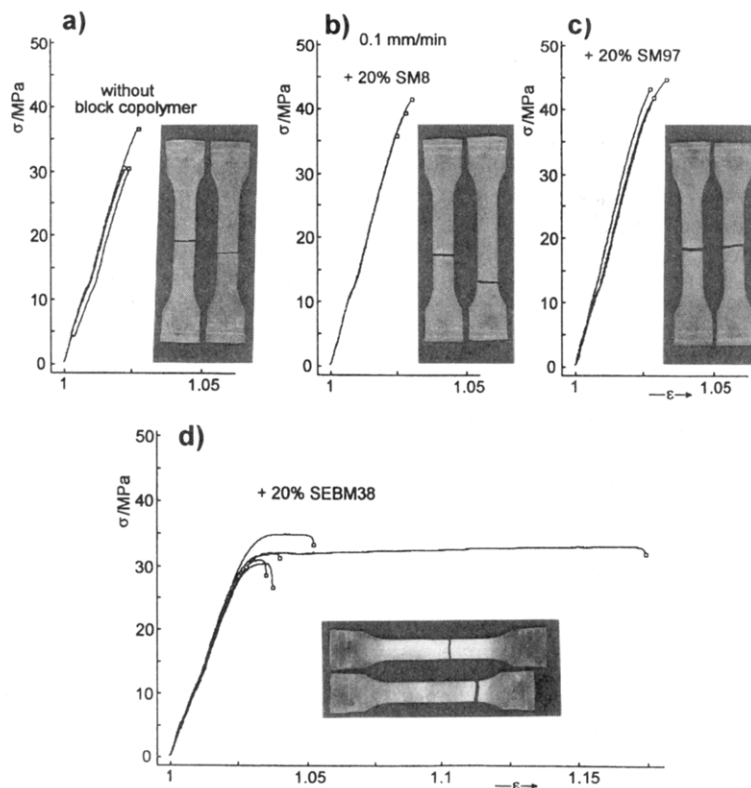 a)
σ/MPa
50
40
30
20
10
0
without
block copolymer
1
1.05
b)
0.1 mm/min
+ 20% SM8
σ/MPa
50
40
30
20
10
0
1
1.05
c)
+ 20% SM97
σ/MPa
50
40
30
20
10
0
1
1.05
—ε→
d)
+ 20% SEBM38
σ/MPa
50
40
30
20
10
0
1
1.05
1.1
1.15
—ε→